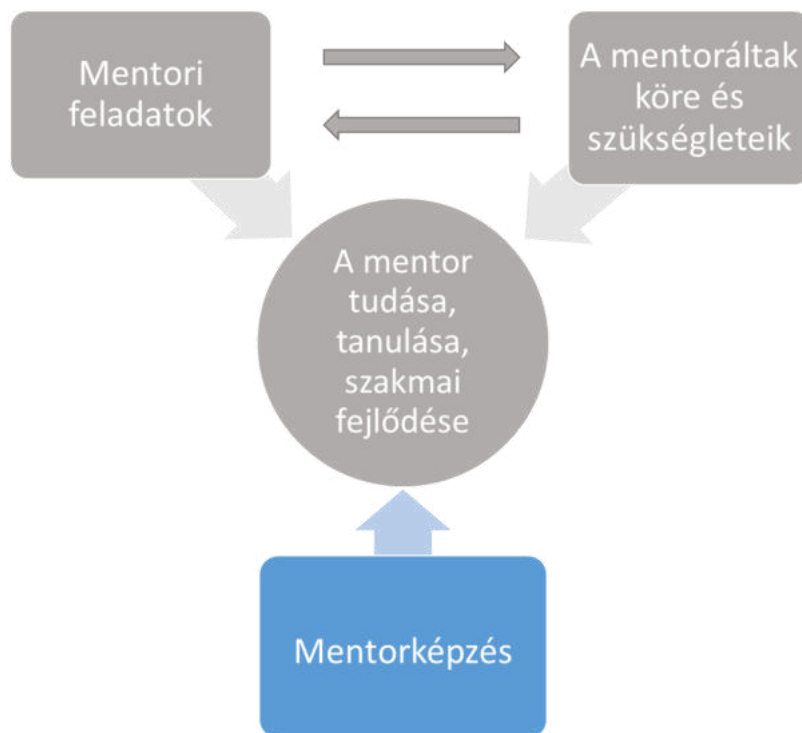 Mentori
feladatok
A mentoráltak
köre és
szükségleteik
A mentor
tudása,
tanulása,
szakmai
fejlődése
Mentorképzés